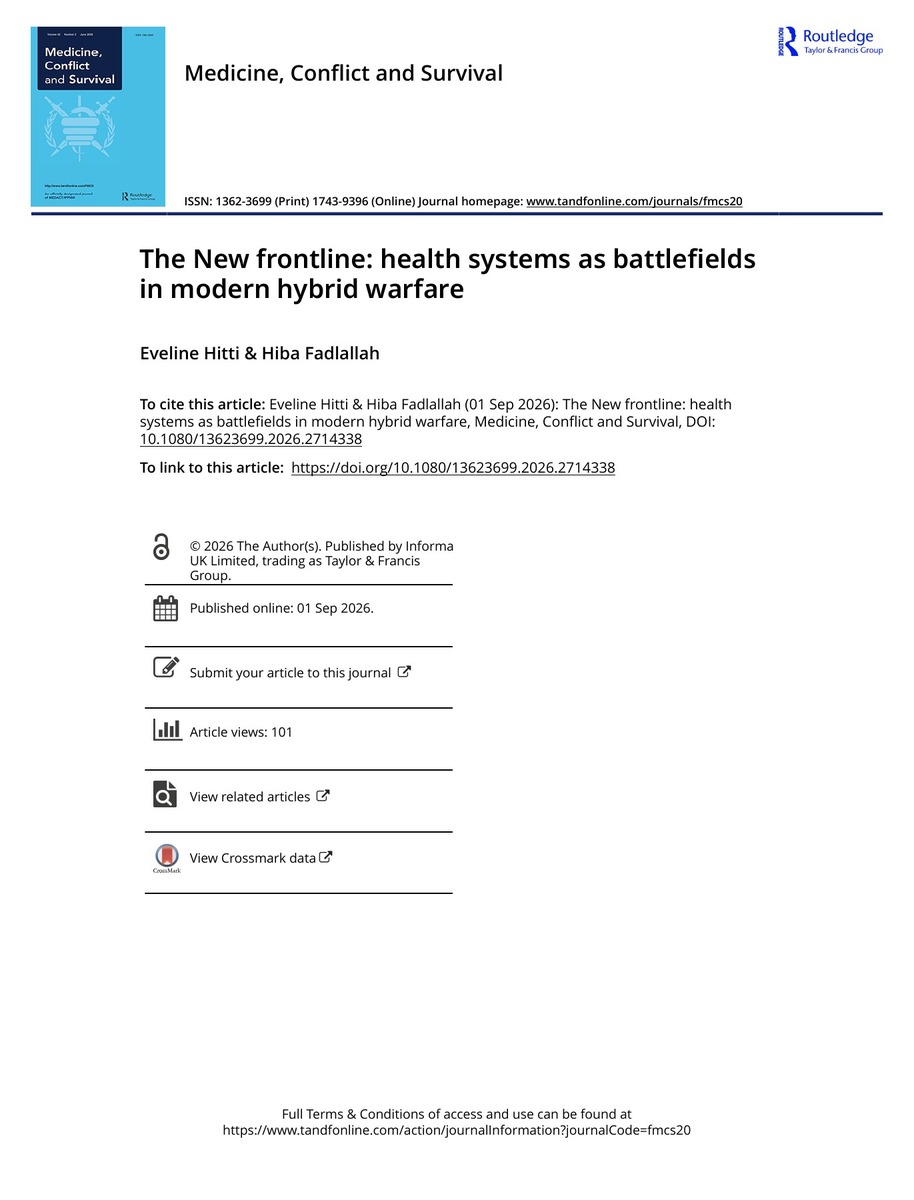 Medicine,
Conflict
and Survival
Routledge
Taylor & Francis Group
ROUTLEDGE
Medicine, Conflict and Survival
http://www.tandfonline.com/FMCS
Routledge
ISSN: 1362-3699 (Print) 1743-9396 (Online) Journal homepage: www.tandfonline.com/journals/fmcs20
The New frontline: health systems as battlefields
in modern hybrid warfare
Eveline Hitti & Hiba Fadlallah
To cite this article: Eveline Hitti & Hiba Fadlallah (01 Sep 2026): The New frontline: health
systems as battlefields in modern hybrid warfare, Medicine, Conflict and Survival, DOI:
10.1080/13623699.2026.2714338
To link to this article: https://doi.org/10.1080/13623699.2026.2714338
© 2026 The Author(s). Published by Informa
UK Limited, trading as Taylor & Francis
Group.
Published online: 01 Sep 2026.
Submit your article to this journal
Article views: 101
View related articles
View Crossmark data
CrossMark
Full Terms & Conditions of access and use can be found at
https://www.tandfonline.com/action/journalInformation?journalCode=fmcs20